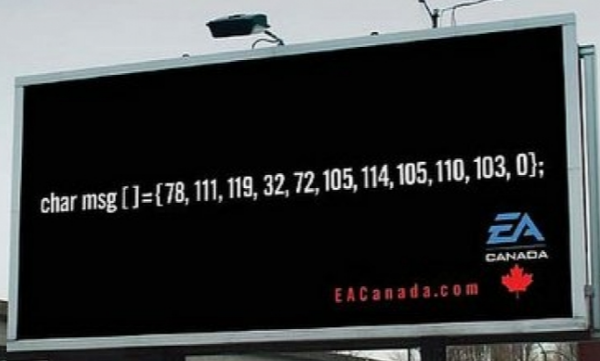 char msg [ ]={78, 111, 119, 32, 72, 105, 114, 105, 110, 103, 0};
EA
CANADA
EACanada.com